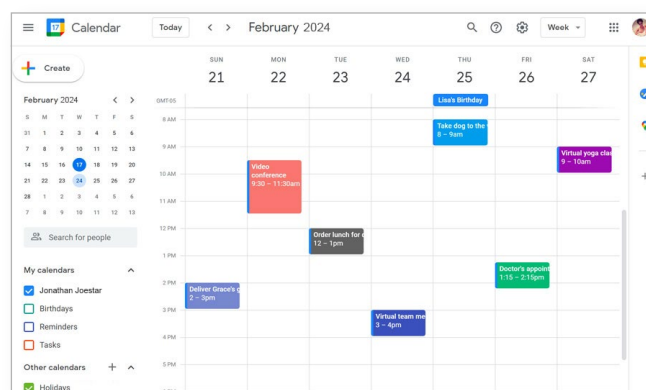 17
Calendar
Today
February 2024
Week
Create
SUN
MON
TUE
WED
THU
FRI
SAT
21
22
23
24
25
26
27
February 2024
S M T W T F S
31 1 2 3 4 5 6
7 8 9 10 11 12 13
14 15 16 17 18 19 20
21 22 23 24 25 26 27
28 1 2 3 4 5 6
7 8 9 10 11 12 13
Search for people
My calendars
Jonathan Joestar
Birthdays
Reminders
Tasks
Other calendars
Holidays
GMT-05
8 AM
9 AM
10 AM
11 AM
12 PM
1 PM
2 PM
3 PM
4 PM
5 PM
Lisa's Birthday
Take dog to the
8 – 9am
Virtual yoga clas
9 – 10am
Video
conference
9:30 – 11:30am
Order lunch for
12 – 1pm
Doctor's appoint
1:15 – 2:15pm
Deliver Grace's g
2 – 3pm
Virtual team me
3 – 4pm